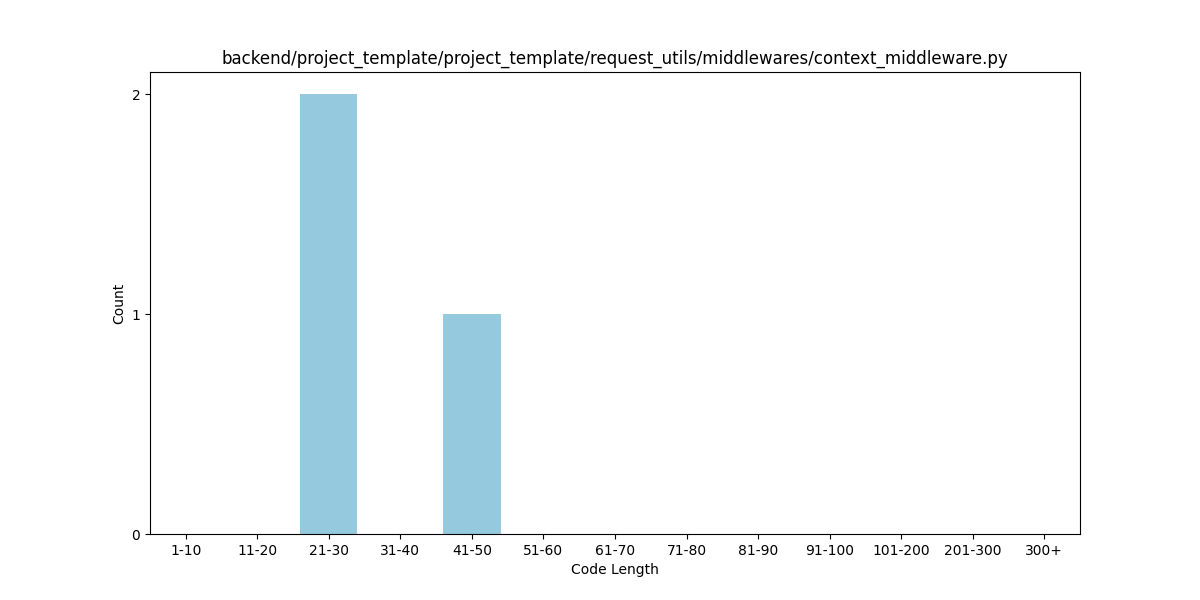 backend/project_template/project_template/request_utils/middlewares/context_middleware.py
2
1
0
Count
1-10 11-20 21-30 31-40 41-50 51-60 61-70 71-80 81-90 91-100 101-200 201-300 300+
Code Length